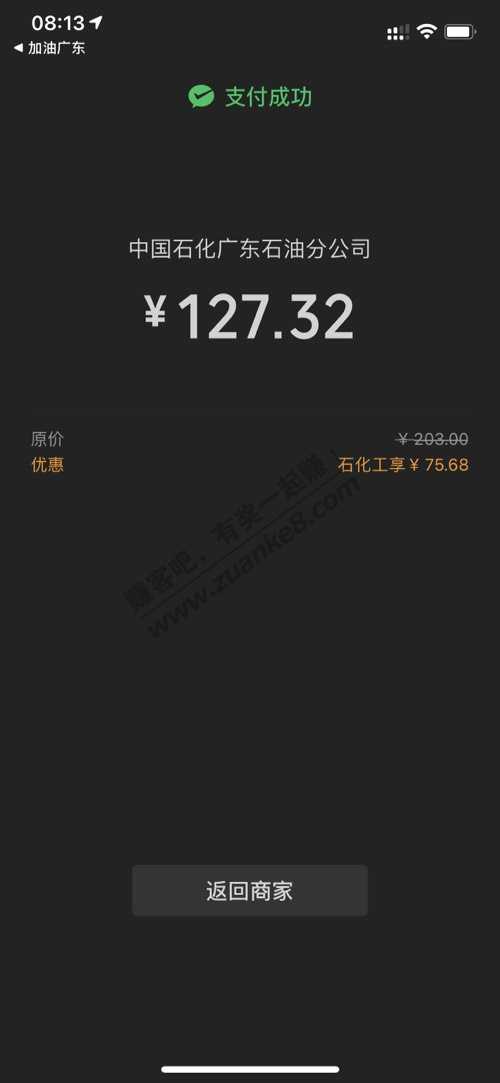 08:13
加油广东
支付成功
中国石化广东石油分公司
¥127.32
原价 ¥ 203.00
优惠 石化工享¥ 75.68
赚客吧，有奖一起赚！
www.zuanke8.com
返回商家